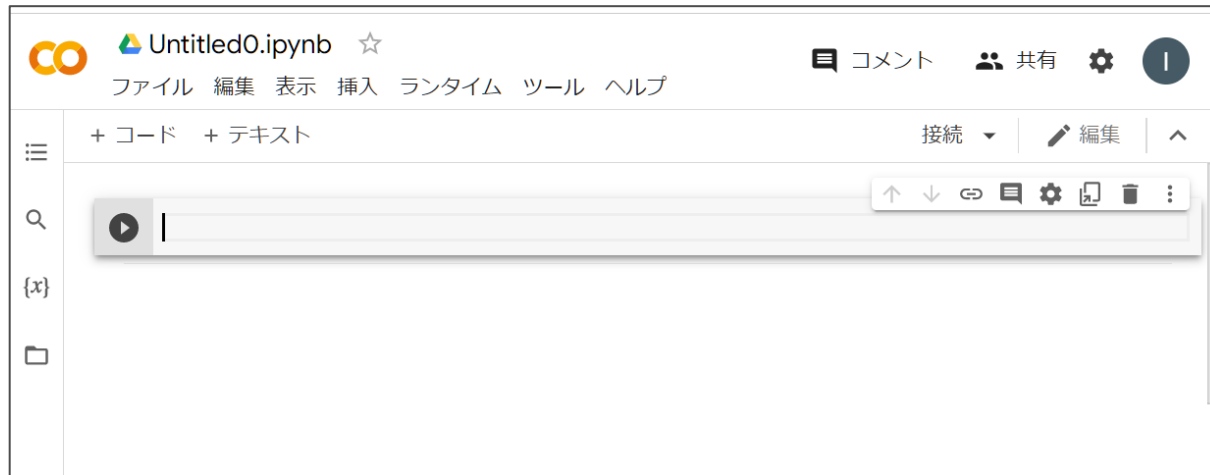 Untitled0.ipynb
ファイル 編集 表示 挿入 ランタイム ツール ヘルプ
コメント 共有 I
+ コード + テキスト
接続 編集
{x}